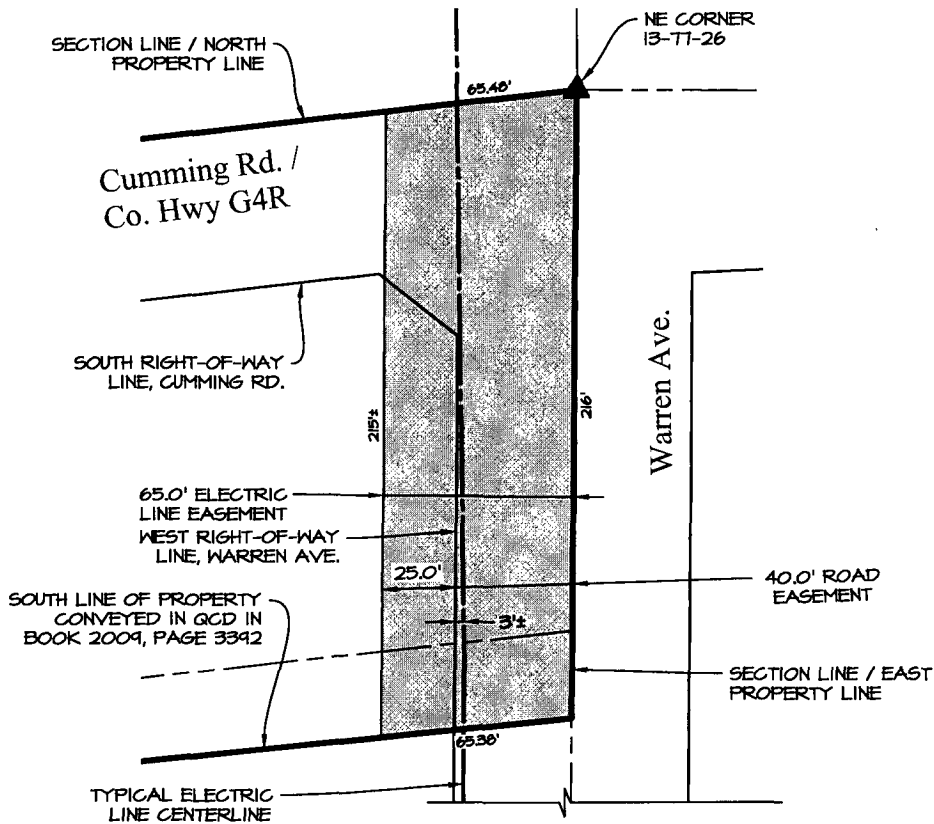 NE CORNER
13-77-26
SECTION LINE / NORTH
PROPERTY LINE
65.48'
Cumming Rd. /
Co. Hwy G4R
SOUTH RIGHT-OF-WAY
LINE, CUMMING RD.
215'±
216'
Warren Ave.
65.0' ELECTRIC
LINE EASEMENT
WEST RIGHT-OF-WAY
LINE, WARREN AVE.
25.0'
40.0' ROAD
EASEMENT
SOUTH LINE OF PROPERTY
CONVEYED IN QCD IN
BOOK 2009, PAGE 3392
3'±
SECTION LINE / EAST
PROPERTY LINE
65.38'
TYPICAL ELECTRIC
LINE CENTERLINE